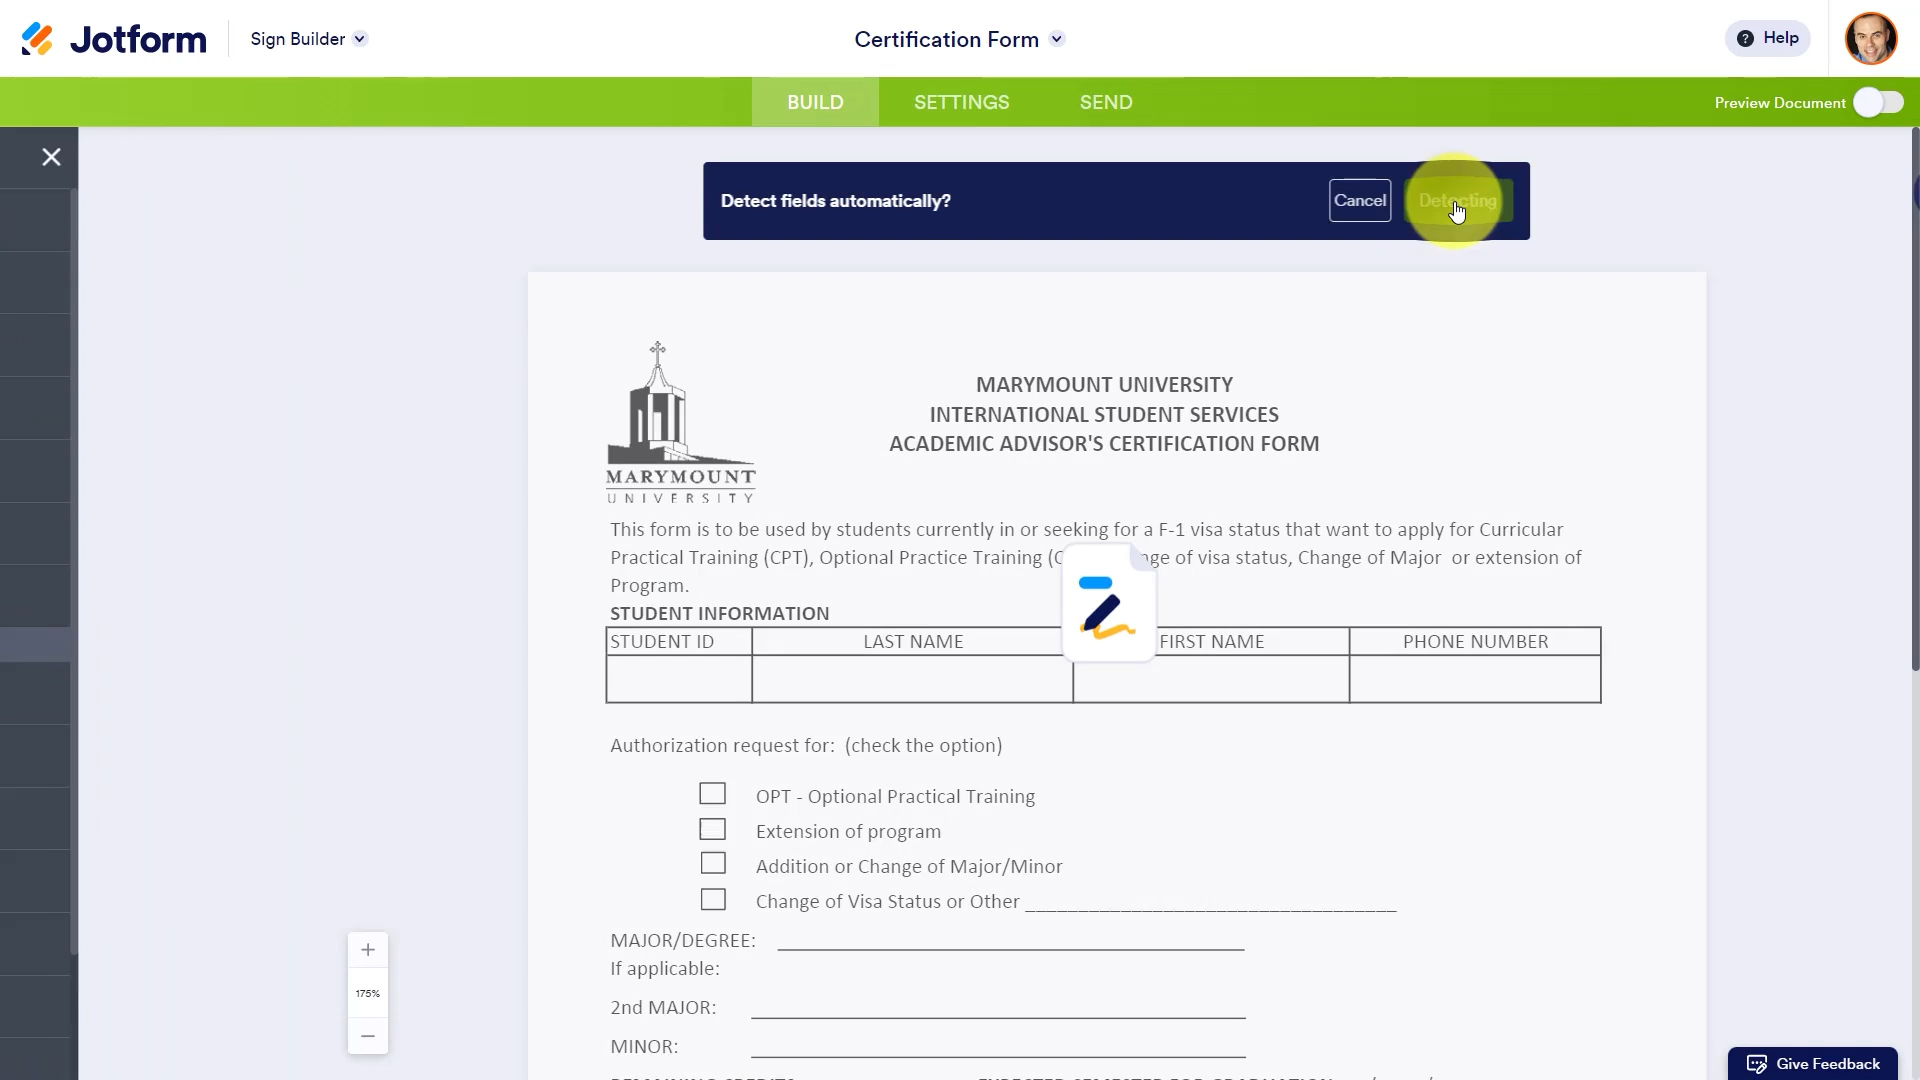 Jotform
Sign Builder
Certification Form
? Help
BUILD
SETTINGS
SEND
Preview Document
Detect fields automatically?
Cancel
Detecting
MARYMOUNT
UNIVERSITY
MARYMOUNT UNIVERSITY
INTERNATIONAL STUDENT SERVICES
ACADEMIC ADVISOR'S CERTIFICATION FORM
This form is to be used by students currently in or seeking for a F-1 visa status that want to apply for Curricular
Practical Training (CPT), Optional Practice Training ( of visa status, Change of Major or extension of
Program.
STUDENT INFORMATION
STUDENT ID LAST NAME FIRST NAME PHONE NUMBER
Authorization request for: (check the option)
OPT - Optional Practical Training
Extension of program
Addition or Change of Major/Minor
Change of Visa Status or Other ___________________________________
MAJOR/DEGREE:
If applicable:
2nd MAJOR:
MINOR:
175%
Give Feedback